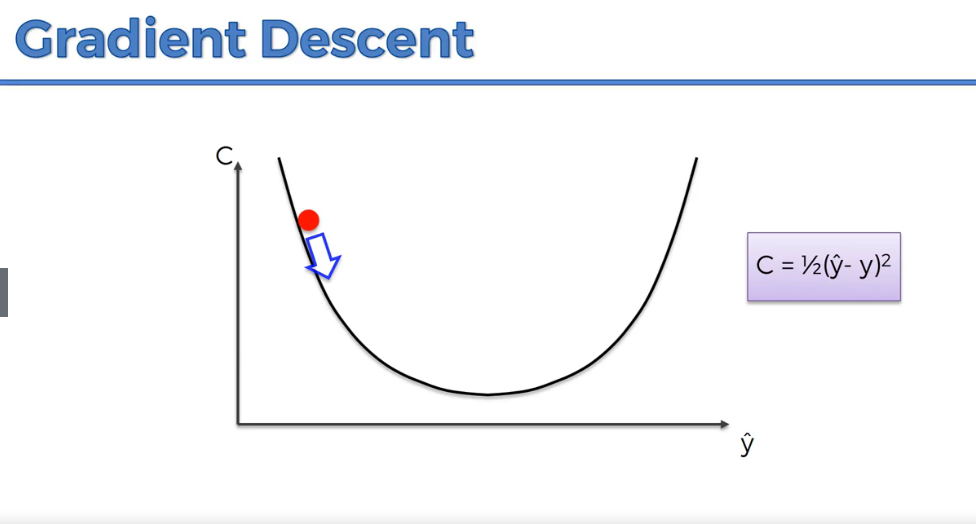 Gradient Descent
C
C = ½(ŷ- y)²
ŷ